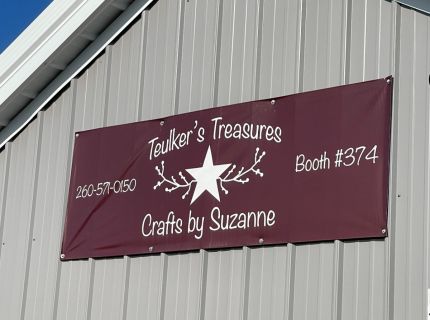 Teulker's Treasures
260-571-0150
Booth #374
Crafts by Suzanne